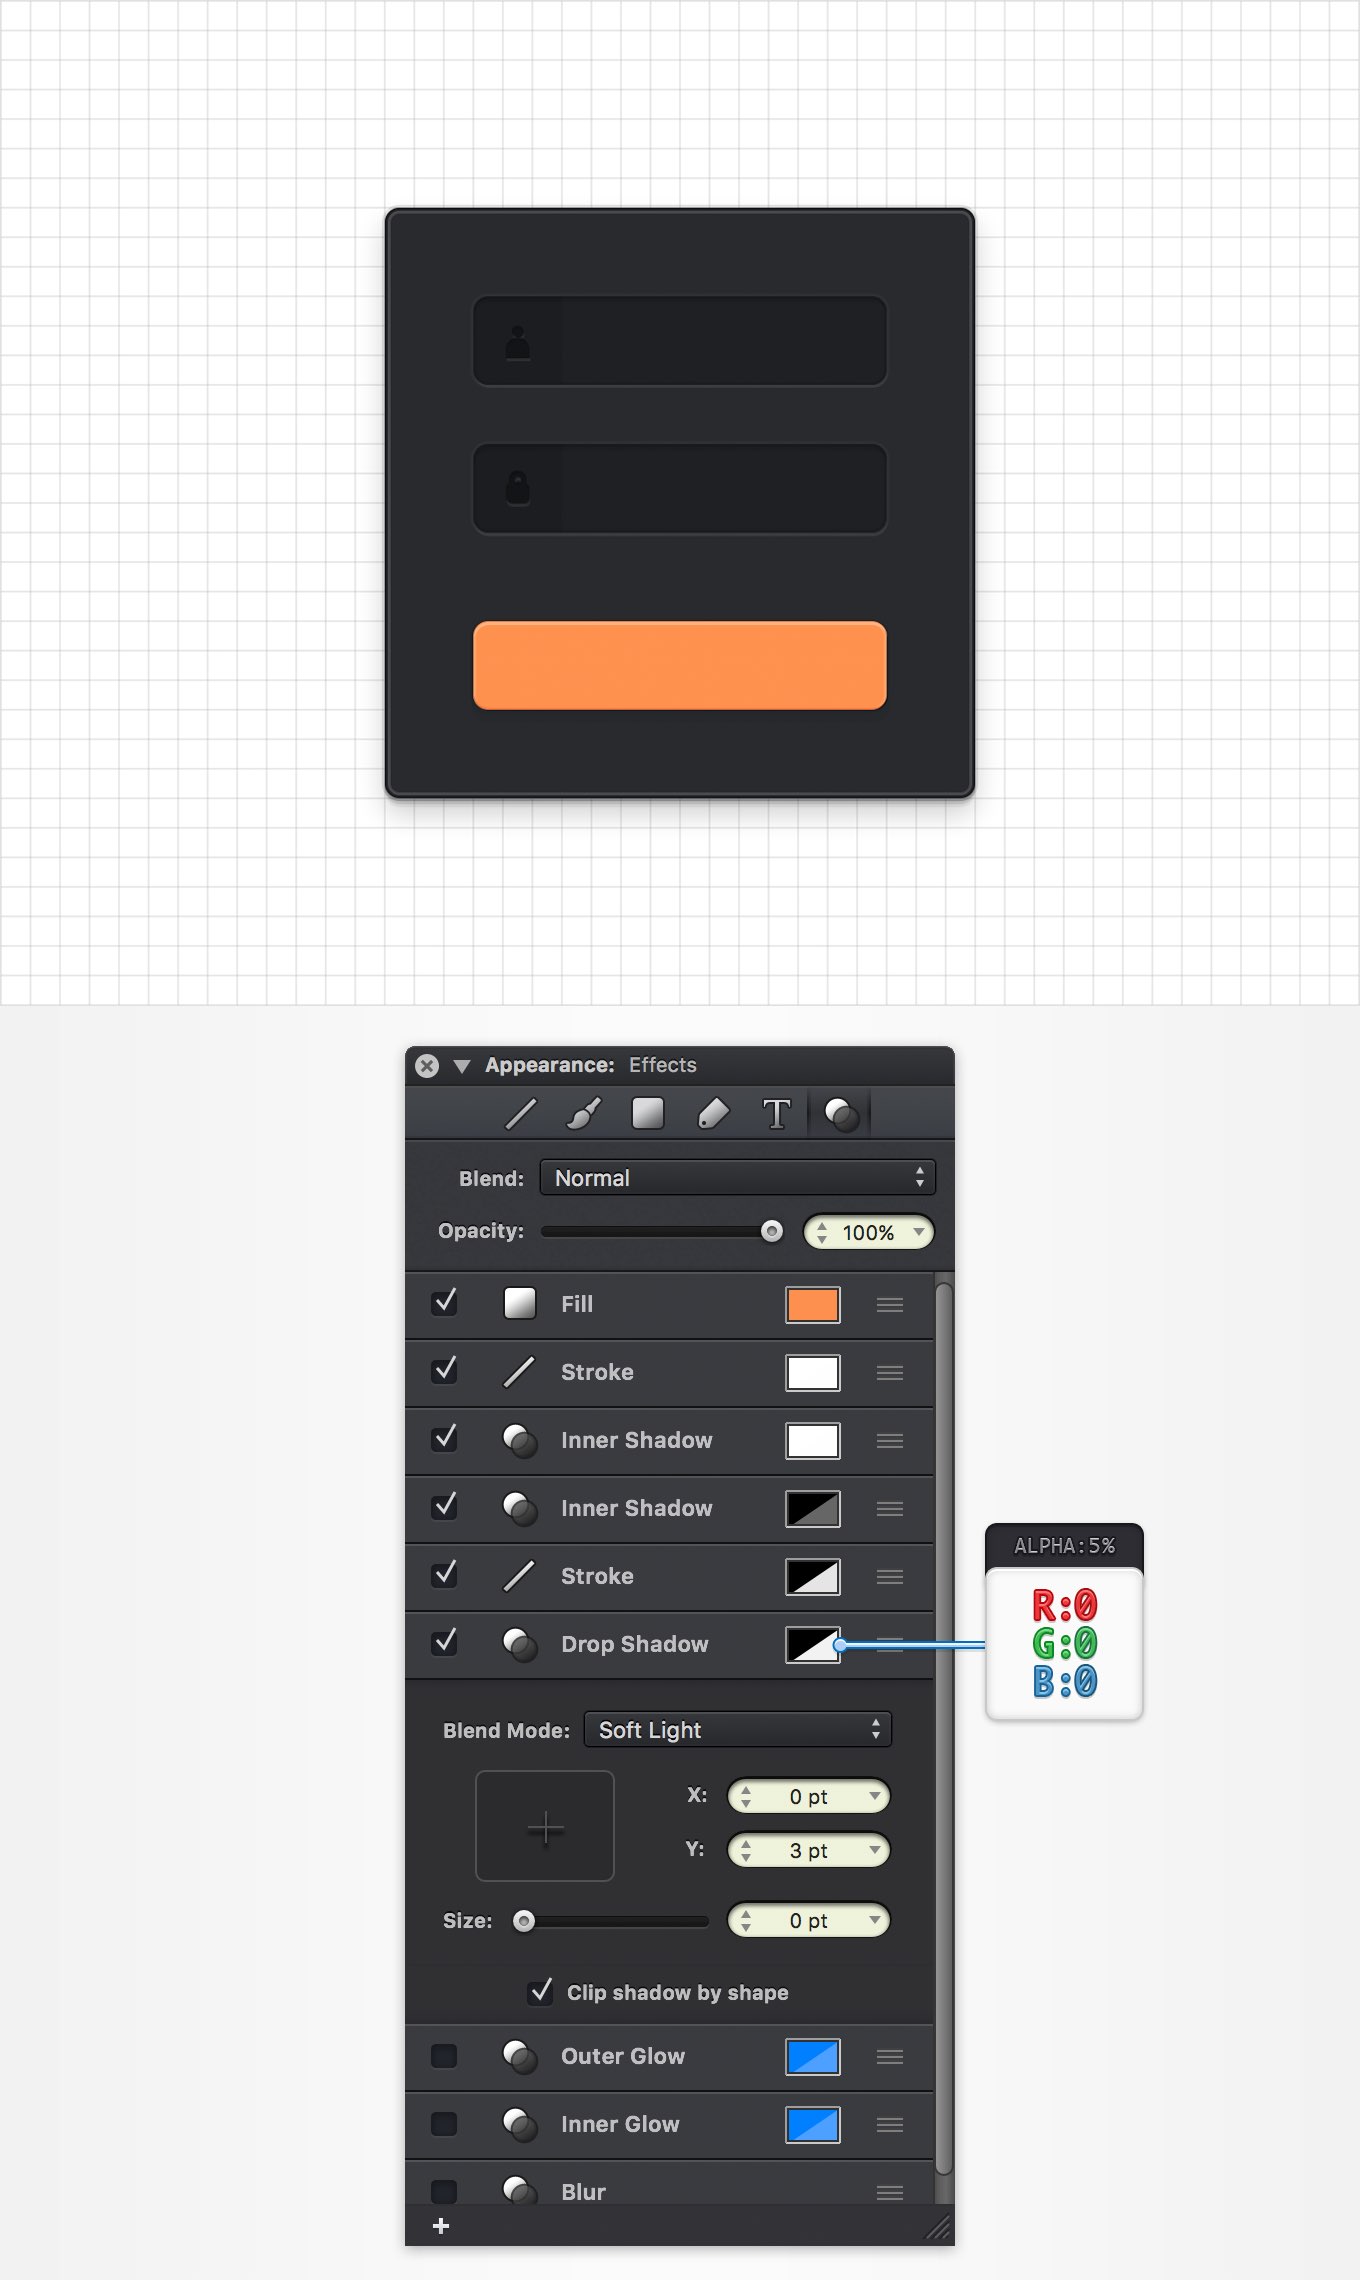 Appearance: Effects
Blend: Normal
Opacity: 100%
Fill
Stroke
Inner Shadow
Inner Shadow
ALPHA:5%
Stroke
R:0
Drop Shadow
G:0
B:0
Blend Mode: Soft Light
X: 0 pt
Y: 3 pt
Size: 0 pt
Clip shadow by shape
Outer Glow
Inner Glow
Blur